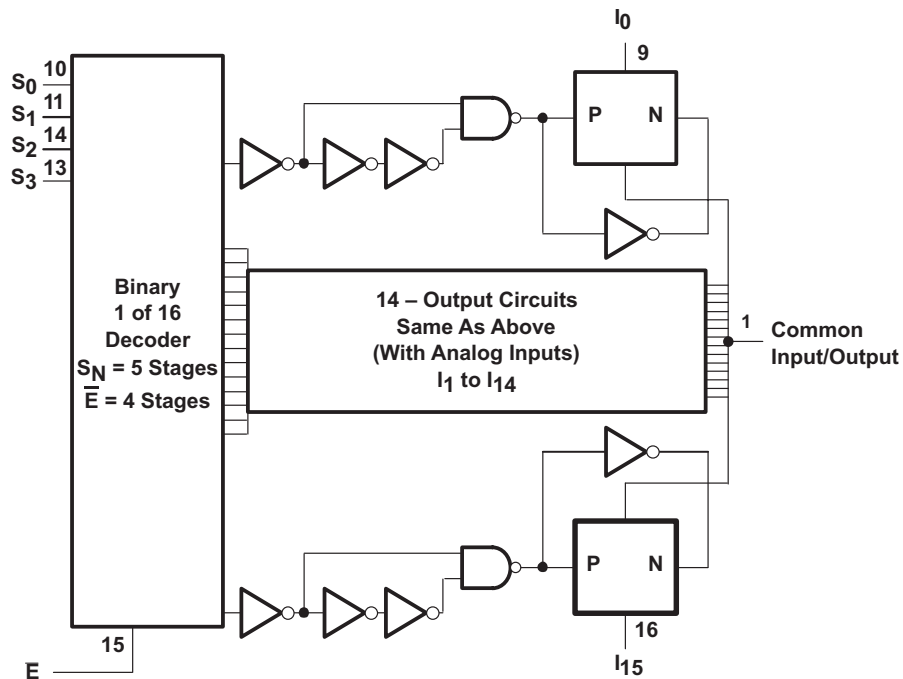 I0
9
P N
S0 10
S1 11
S2 14
S3 13
Binary
1 of 16
Decoder
SN = 5 Stages
E̅ = 4 Stages
14 – Output Circuits
Same As Above
(With Analog Inputs)
I1 to I14
1
Common
Input/Output
P N
16
I15
15
E̅